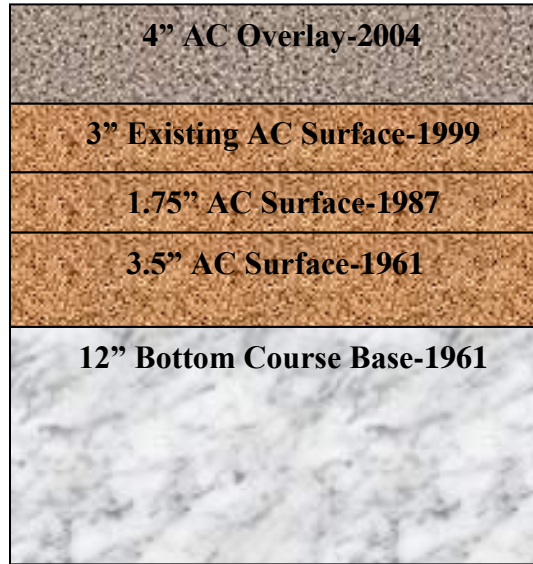 4” AC Overlay-2004
3” Existing AC Surface-1999
1.75” AC Surface-1987
3.5” AC Surface-1961
12” Bottom Course Base-1961